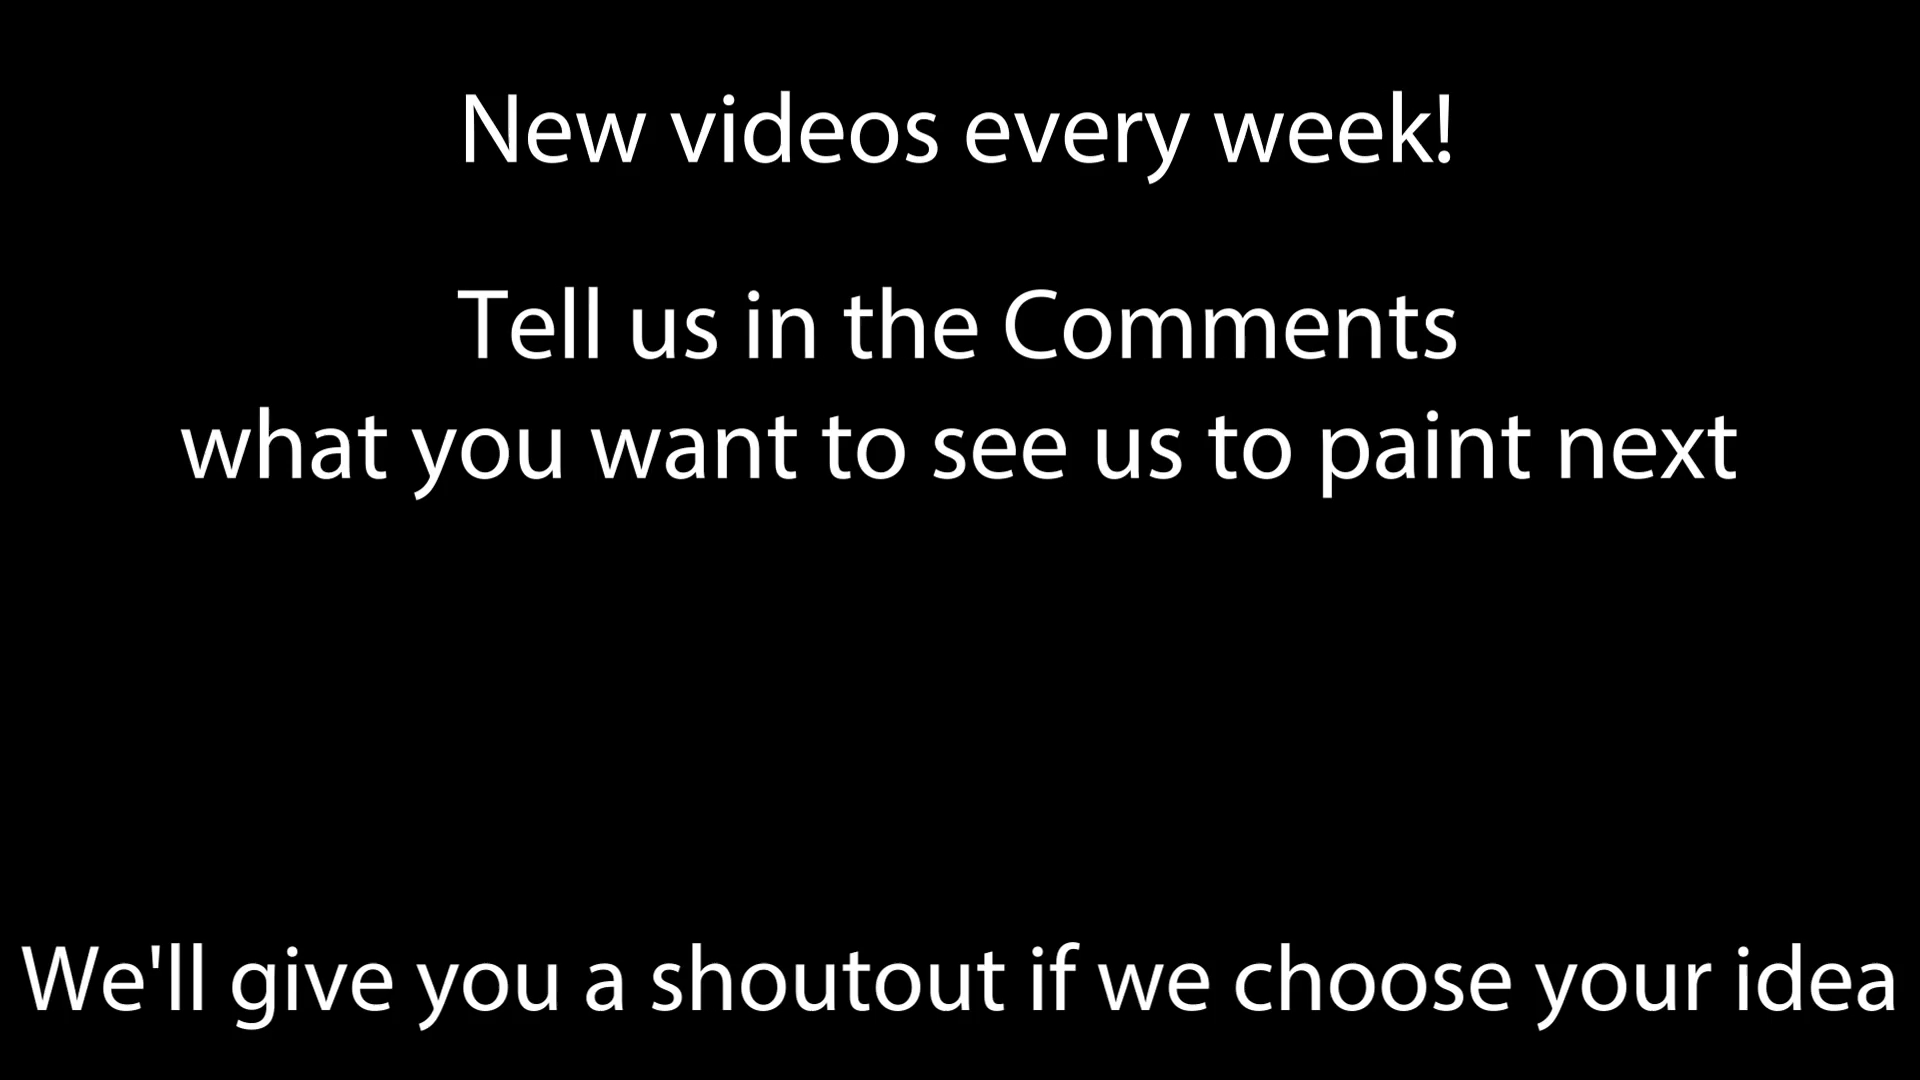 New videos every week!
Tell us in the Comments
what you want to see us to paint next
We'll give you a shoutout if we choose your idea